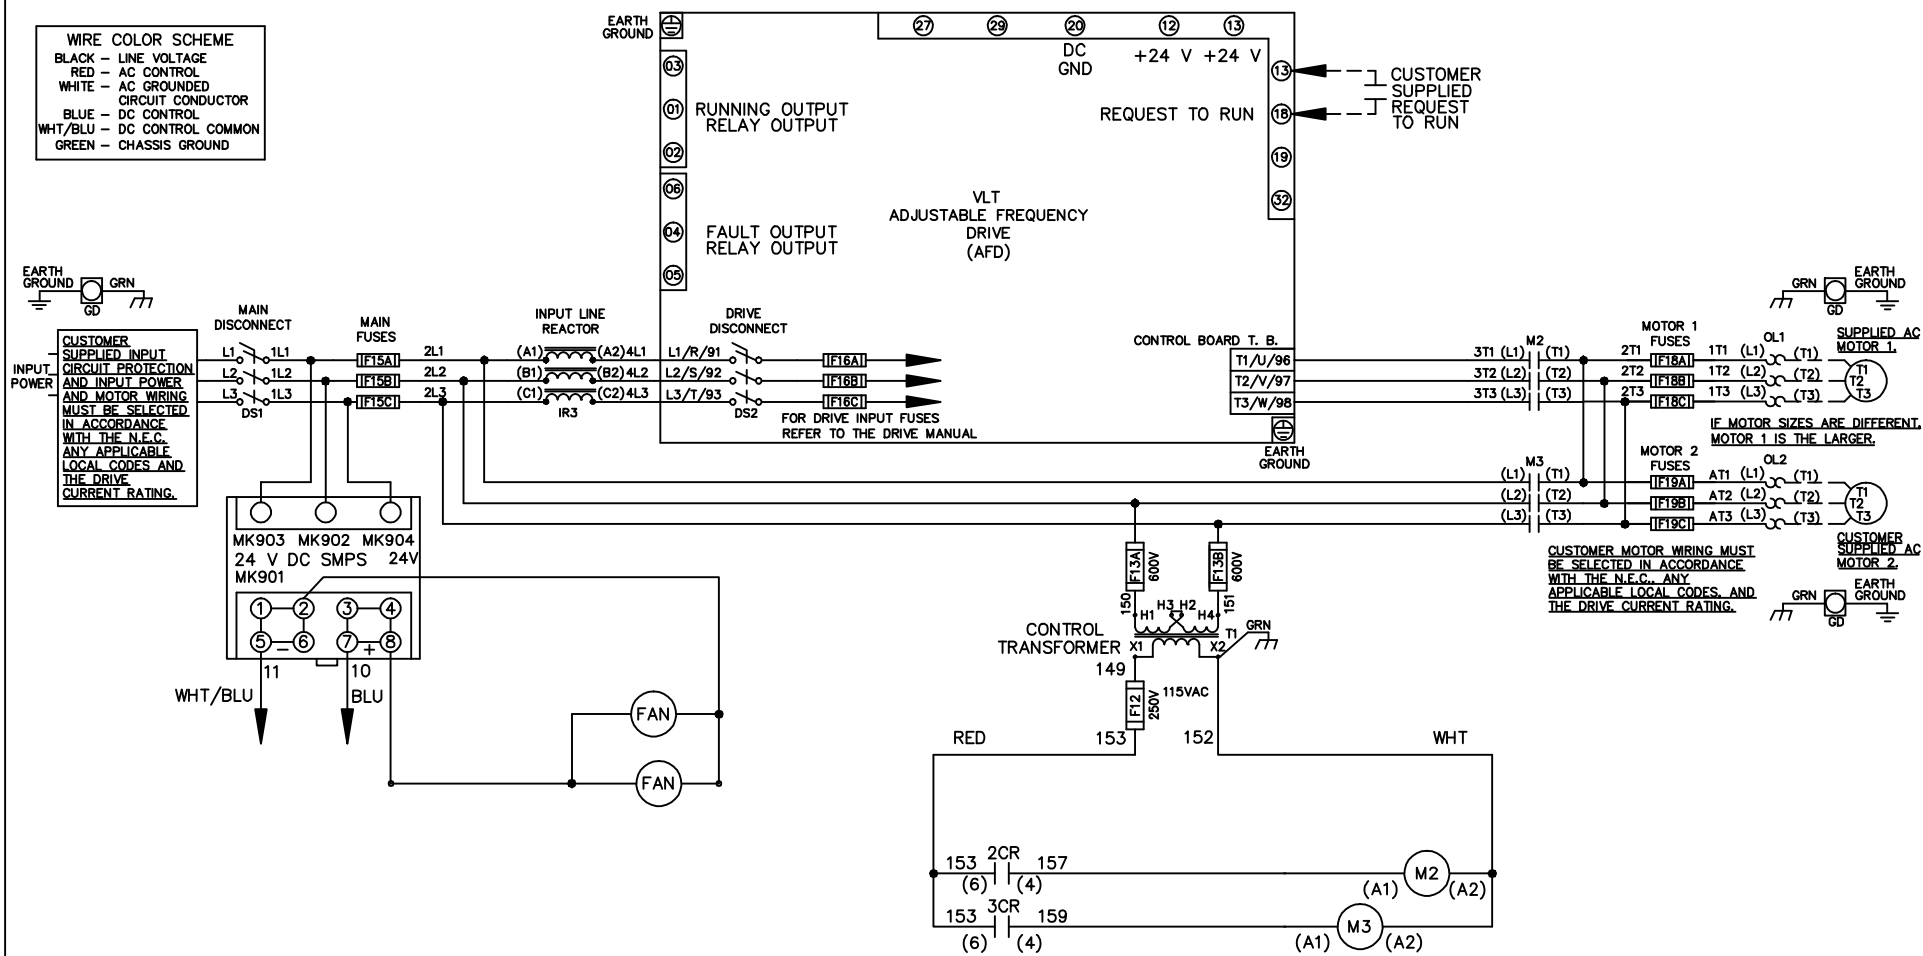 WIRE COLOR SCHEME
BLACK – LINE VOLTAGE
RED – AC CONTROL
WHITE – AC GROUNDED
CIRCUIT CONDUCTOR
BLUE – DC CONTROL
WHT/BLU – DC CONTROL COMMON
GREEN – CHASSIS GROUND
EARTH
GROUND
27 29 20 12 13
DC
GND
+24 V +24 V
03
01
02
RUNNING OUTPUT
RELAY OUTPUT
06
04
05
FAULT OUTPUT
RELAY OUTPUT
REQUEST TO RUN
13
18
19
32
CUSTOMER
SUPPLIED
REQUEST
TO RUN
VLT
ADJUSTABLE FREQUENCY
DRIVE
(AFD)
EARTH
GROUND
GRN
GD
INPUT
POWER
CUSTOMER
SUPPLIED INPUT
CIRCUIT PROTECTION
AND INPUT POWER
AND MOTOR WIRING
MUST BE SELECTED
IN ACCORDANCE
WITH THE N.E.C.
ANY APPLICABLE
LOCAL CODES AND
THE DRIVE
CURRENT RATING.
MAIN
DISCONNECT
L1 1L1
L2 1L2
L3 1L3
DS1
MAIN
FUSES
F15A
F15B
F15C
2L1
2L2
2L3
INPUT LINE
REACTOR
(A1) (A2) 4L1
(B1) (B2) 4L2
(C1) (C2) 4L3
IR3
L1/R/91
L2/S/92
L3/T/93
DRIVE
DISCONNECT
DS2
F16A
F16B
F16C
FOR DRIVE INPUT FUSES
REFER TO THE DRIVE MANUAL
CONTROL BOARD T. B.
T1/U/96
T2/V/97
T3/W/98
EARTH
GROUND
M2
3T1 (L1) (T1)
3T2 (L2) (T2)
3T3 (L3) (T3)
MOTOR 1
FUSES
2T1 F18A 1T1 (L1)
2T2 F18B 1T2 (L2)
2T3 F18C 1T3 (L3)
OL1
(T1)
(T2)
(T3)
T1
T2
T3
GRN
EARTH
GROUND
GD
SUPPLIED AC
MOTOR 1.
IF MOTOR SIZES ARE DIFFERENT,
MOTOR 1 IS THE LARGER.
M3
(L1) (T1)
(L2) (T2)
(L3) (T3)
MOTOR 2
FUSES
F19A AT1 (L1)
F19B AT2 (L2)
F19C AT3 (L3)
OL2
(T1)
(T2)
(T3)
T1
T2
T3
CUSTOMER
SUPPLIED AC
MOTOR 2.
CUSTOMER MOTOR WIRING MUST
BE SELECTED IN ACCORDANCE
WITH THE N.E.C., ANY
APPLICABLE LOCAL CODES, AND
THE DRIVE CURRENT RATING.
GRN
EARTH
GROUND
GD
MK903 MK902 MK904
24 V DC SMPS 24V
MK901
1 2 3 4
5 – 6 7 + 8
11
10
WHT/BLU
BLU
FAN
FAN
F13A 600V
F13B 600V
150
151
H1 H3 H2 H4
CONTROL
TRANSFORMER
T1
X1 X2
GRN
149
F12 250V
115VAC
153
152
RED
WHT
153 2CR 157
(6) (4)
(A1) M2 (A2)
153 3CR 159
(6) (4)
(A1) M3 (A2)